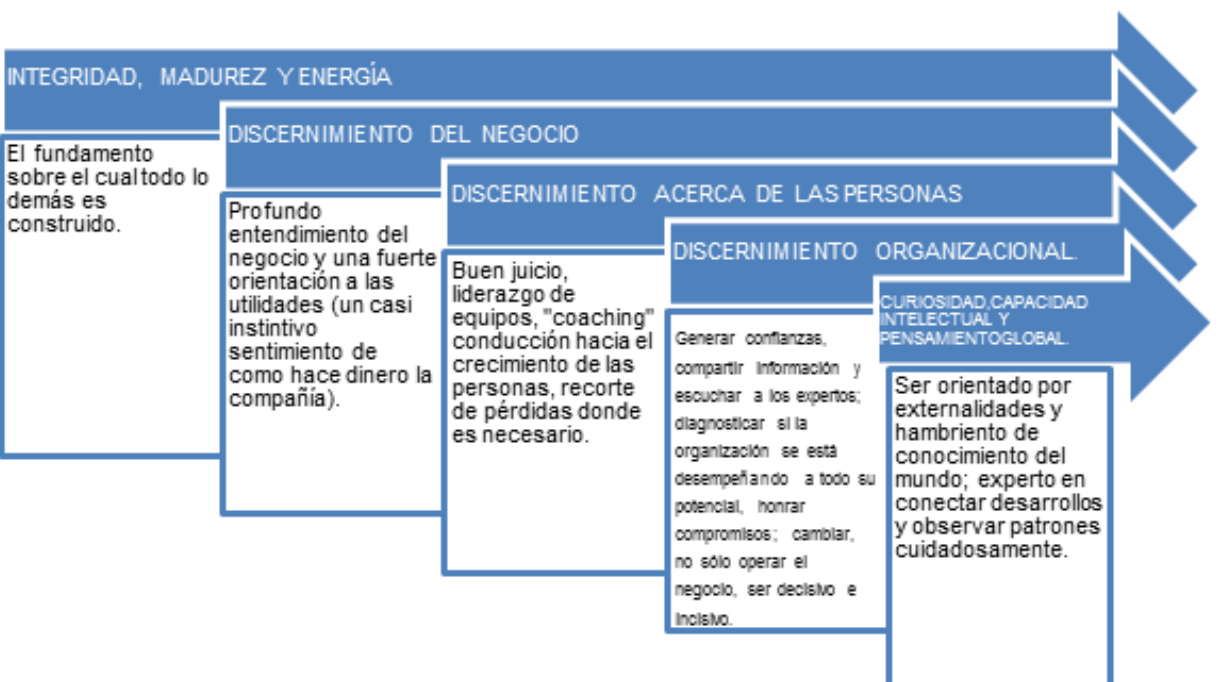 INTEGRIDAD, MADUREZ Y ENERGÍA
El fundamento
sobre el cual todo lo
demás es
construido.
DISCERNIMIENTO DEL NEGOCIO
Profundo
entendimiento del
negocio y una fuerte
orientación a las
utilidades (un casi
instintivo
sentimiento de
como hace dinero la
compañía).
DISCERNIMIENTO ACERCA DE LAS PERSONAS
Buen juicio,
liderazgo de
equipos, "coaching"
conducción hacia el
crecimiento de las
personas, recorte
de pérdidas donde
es necesario.
DISCERNIMIENTO ORGANIZACIONAL.
Generar confianzas,
compartir información y
escuchar a los expertos;
diagnosticar si la
organización se está
desempeñando a todo su
potencial, honrar
compromisos; cambiar,
no sólo operar el
negocio, ser decisivo e
incisivo.
CURIOSIDAD,CAPACIDAD
INTELECTUAL Y
PENSAMIENTOGLOBAL.
Ser orientado por
externalidades y
hambriento de
conocimiento del
mundo; experto en
conectar desarrollos
y observar patrones
cuidadosamente.